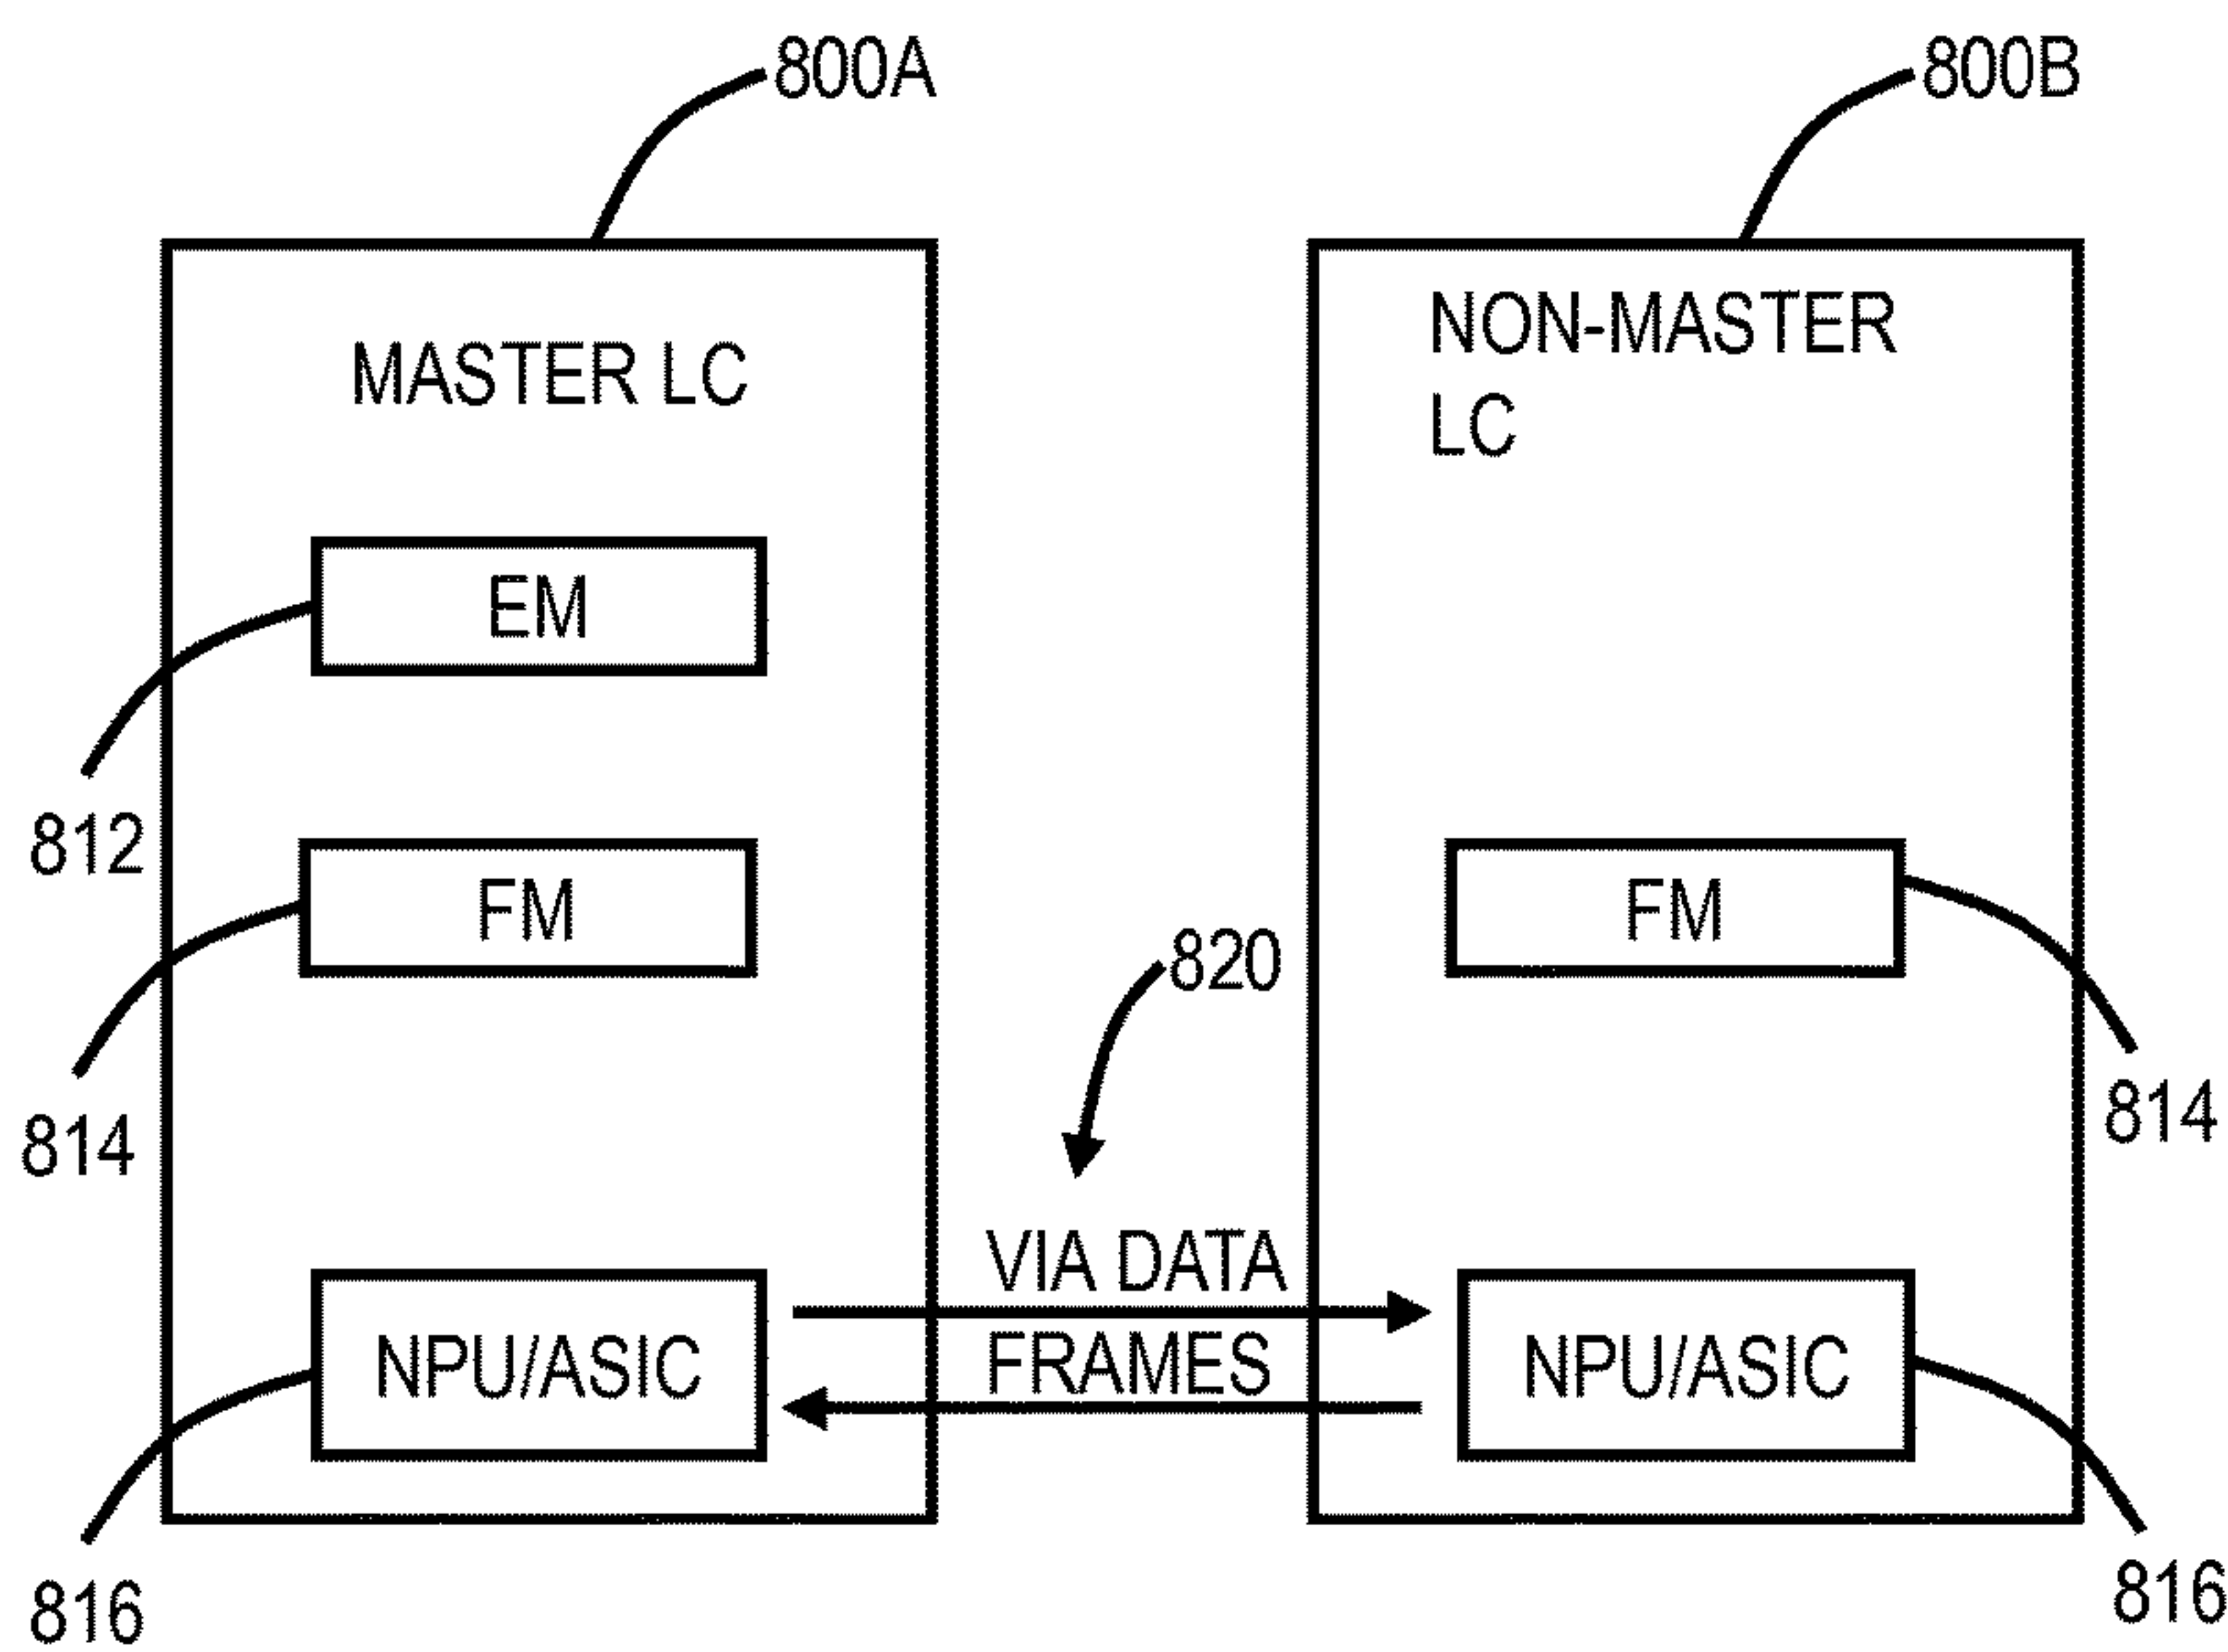 800A
800B
MASTER LC
NON-MASTER
LC
EM
812
FM
FM
820
814
814
VIA DATA
FRAMES
NPU/ASIC
NPU/ASIC
816
816